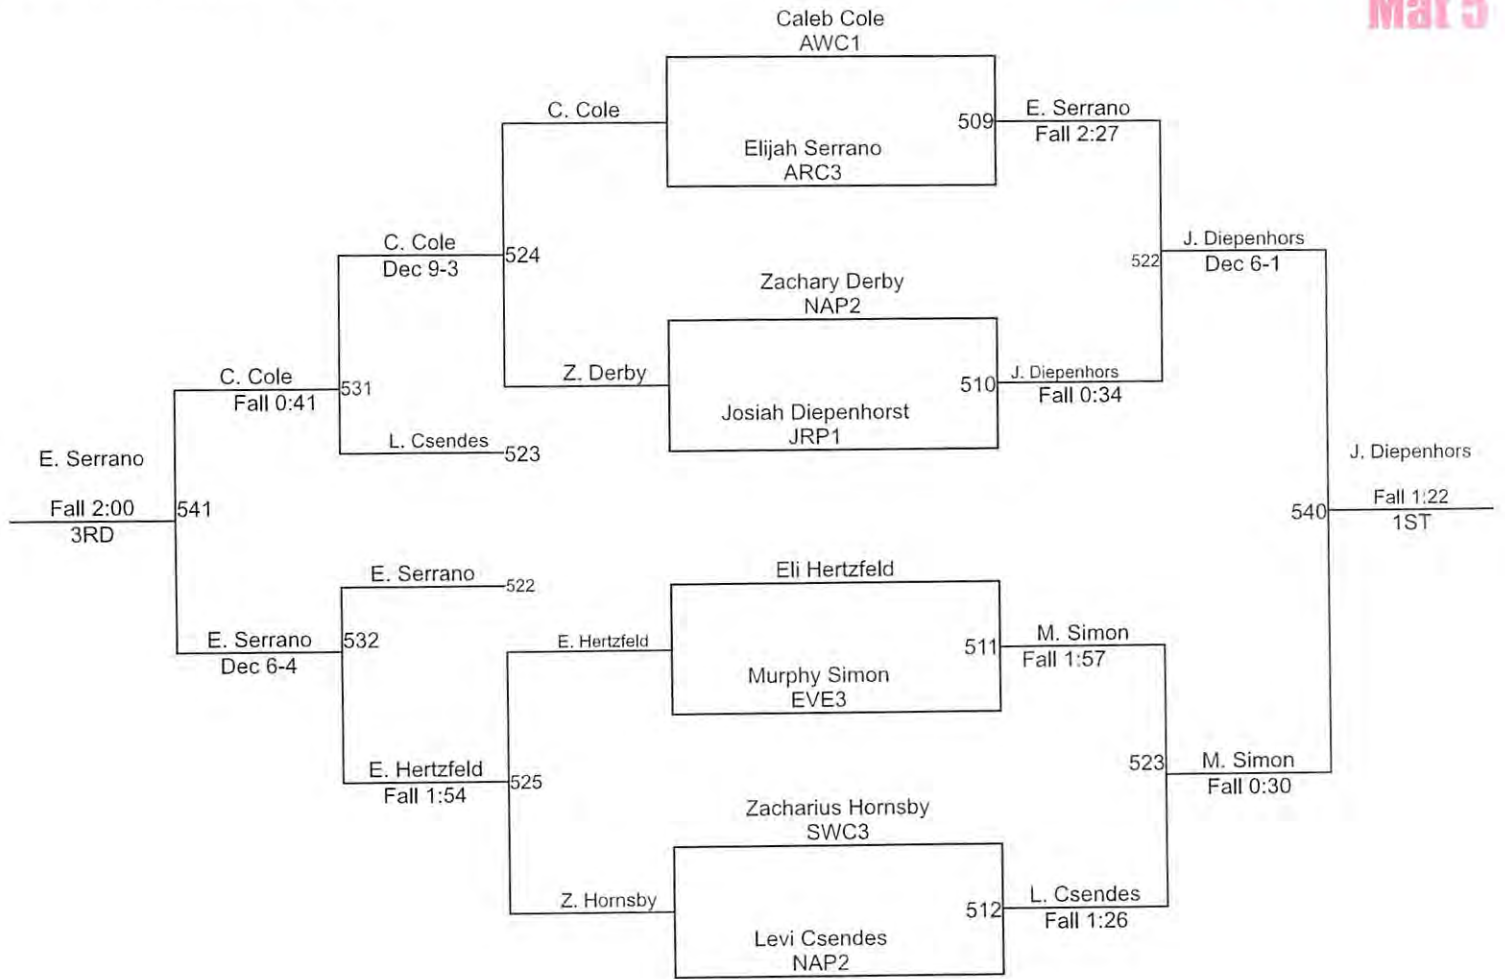 Mat 5
Caleb Cole
AWC1
C. Cole
509
E. Serrano
Fall 2:27
Elijah Serrano
ARC3
C. Cole
Dec 9-3
524
J. Diepenhors
Dec 6-1
522
Zachary Derby
NAP2
Z. Derby
510
J. Diepenhors
Fall 0:34
Josiah Diepenhorst
JRP1
C. Cole
Fall 0:41
531
L. Csendes
523
E. Serrano
Fall 2:00
3RD
541
J. Diepenhors
Fall 1:22
1ST
540
E. Serrano
522
Eli Hertzfeld
E. Serrano
Dec 6-4
532
E. Hertzfeld
511
M. Simon
Fall 1:57
Murphy Simon
EVE3
E. Hertzfeld
Fall 1:54
525
523
M. Simon
Fall 0:30
Zacharius Hornsby
SWC3
Z. Hornsby
512
L. Csendes
Fall 1:26
Levi Csendes
NAP2